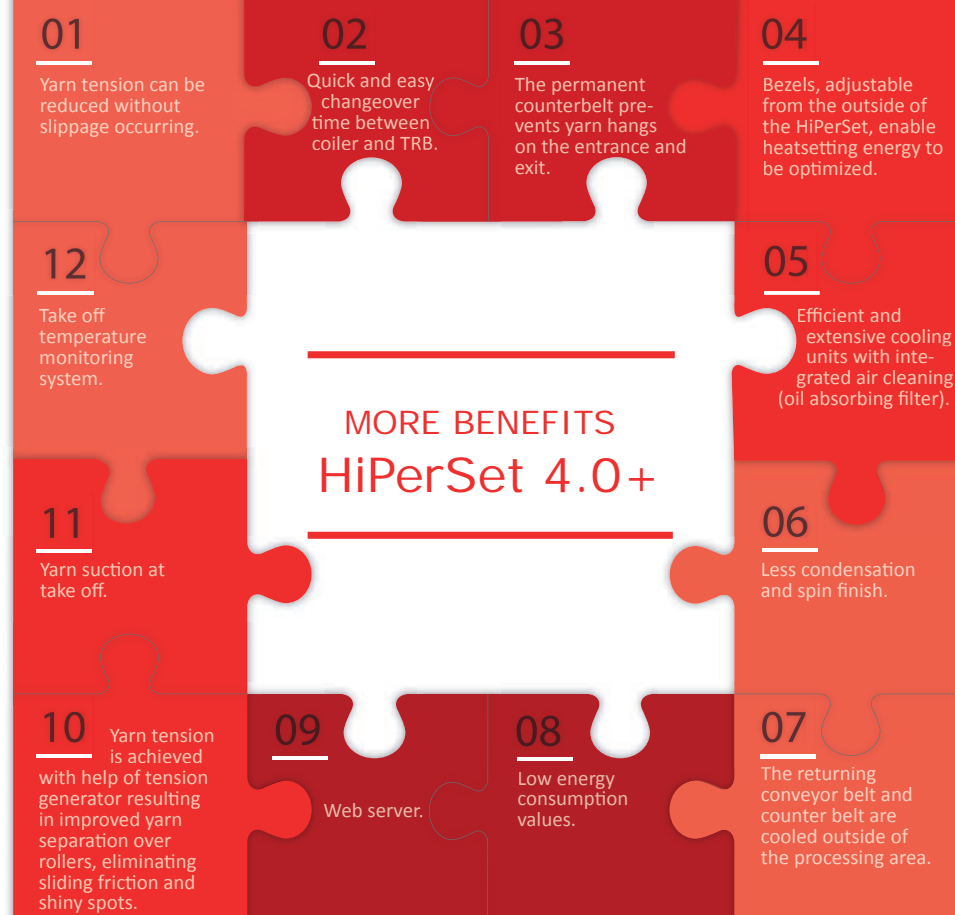 01
Yarn tension can be
reduced without
slippage occurring.
02
Quick and easy
changeover
time between
coiler and TRB.
03
The permanent
counterbelt pre-
vents yarn hangs
on the entrance and
exit.
04
Bezels, adjustable
from the outside of
the HiPerSet, enable
heatsetting energy to
be optimized.
12
Take off
temperature
monitoring
system.
MORE BENEFITS
HiPerSet 4.0+
05
Efficient and
extensive cooling
units with inte-
grated air cleaning
(oil absorbing filter).
11
Yarn suction at
take off.
06
Less condensation
and spin finish.
10
Yarn tension
is achieved
with help of tension
generator resulting
in improved yarn
separation over
rollers, eliminating
sliding friction and
shiny spots.
09
Web server.
08
Low energy
consumption
values.
07
The returning
conveyor belt and
counter belt are
cooled outside of
the processing area.